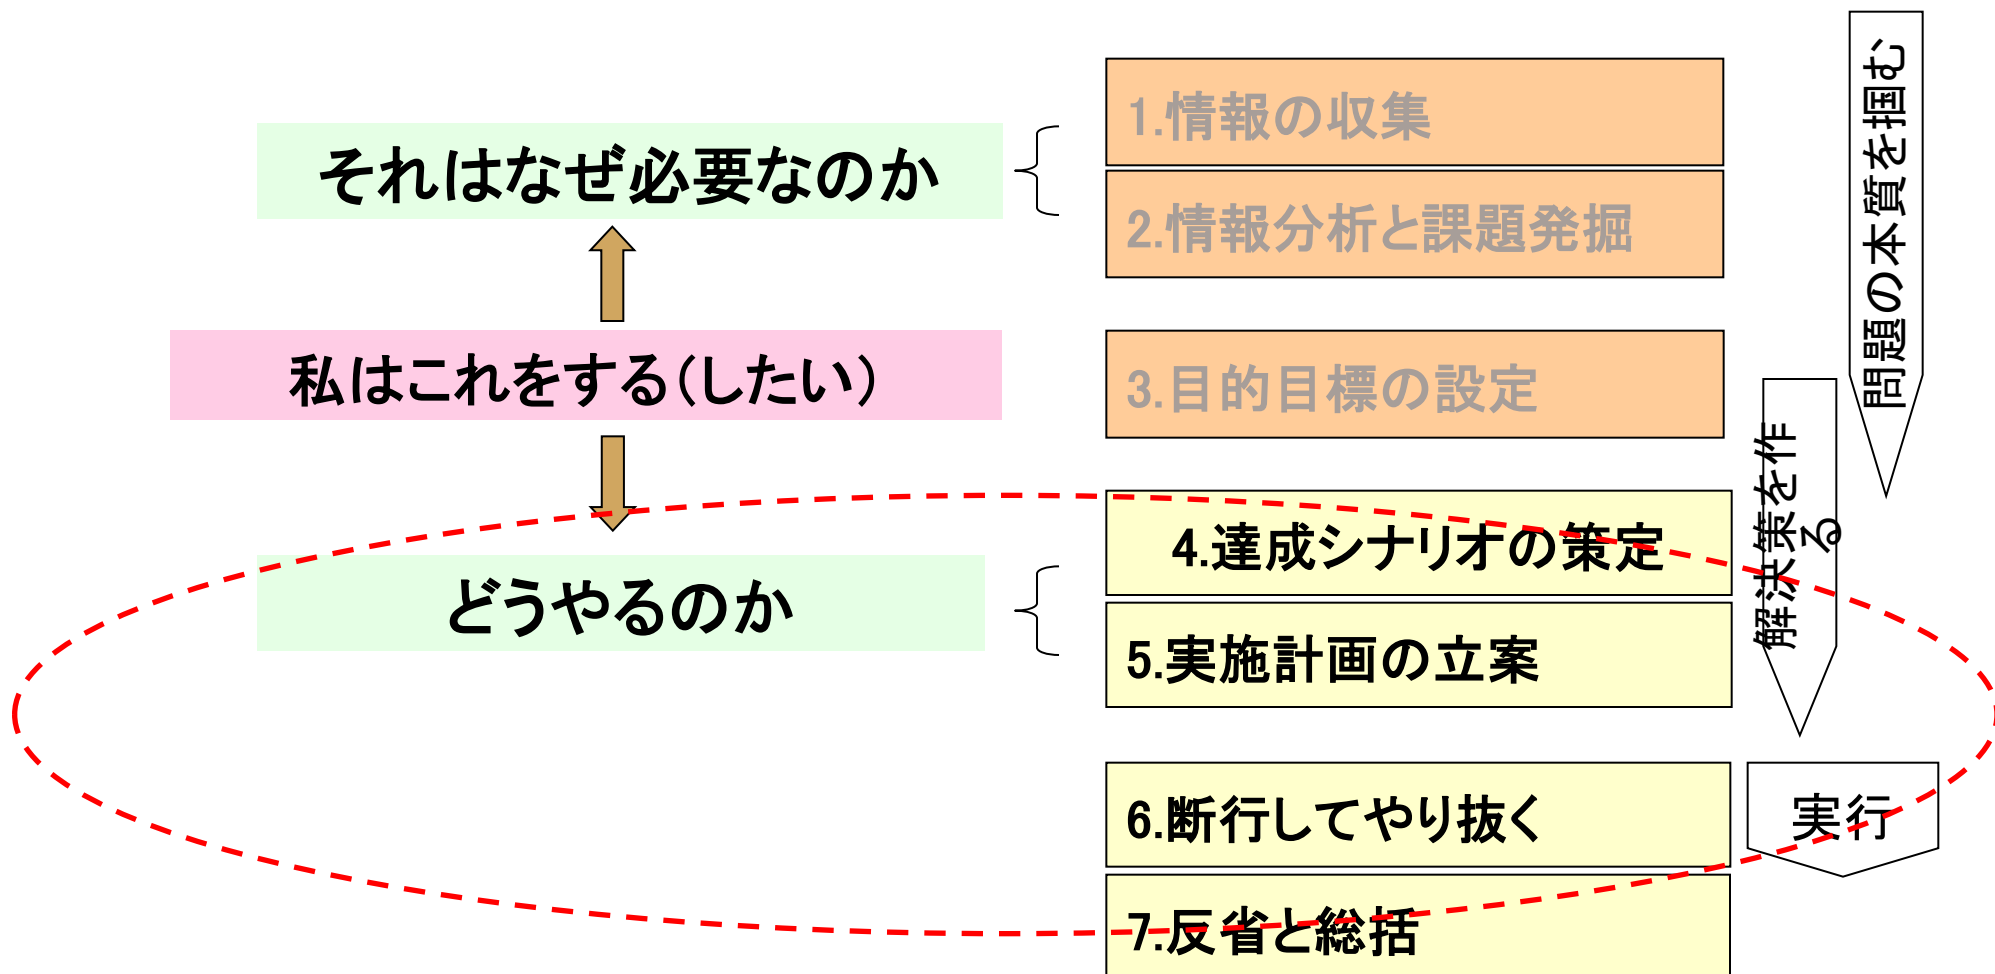 それはなぜ必要なのか
私はこれをする(したい)
どうやるのか
1.情報の収集
2.情報分析と課題発掘
3.目的目標の設定
4.達成シナリオの策定
5.実施計画の立案
6.断行してやり抜く
7.反省と総括
問題の本質を掴む
解決策を作
る
実行